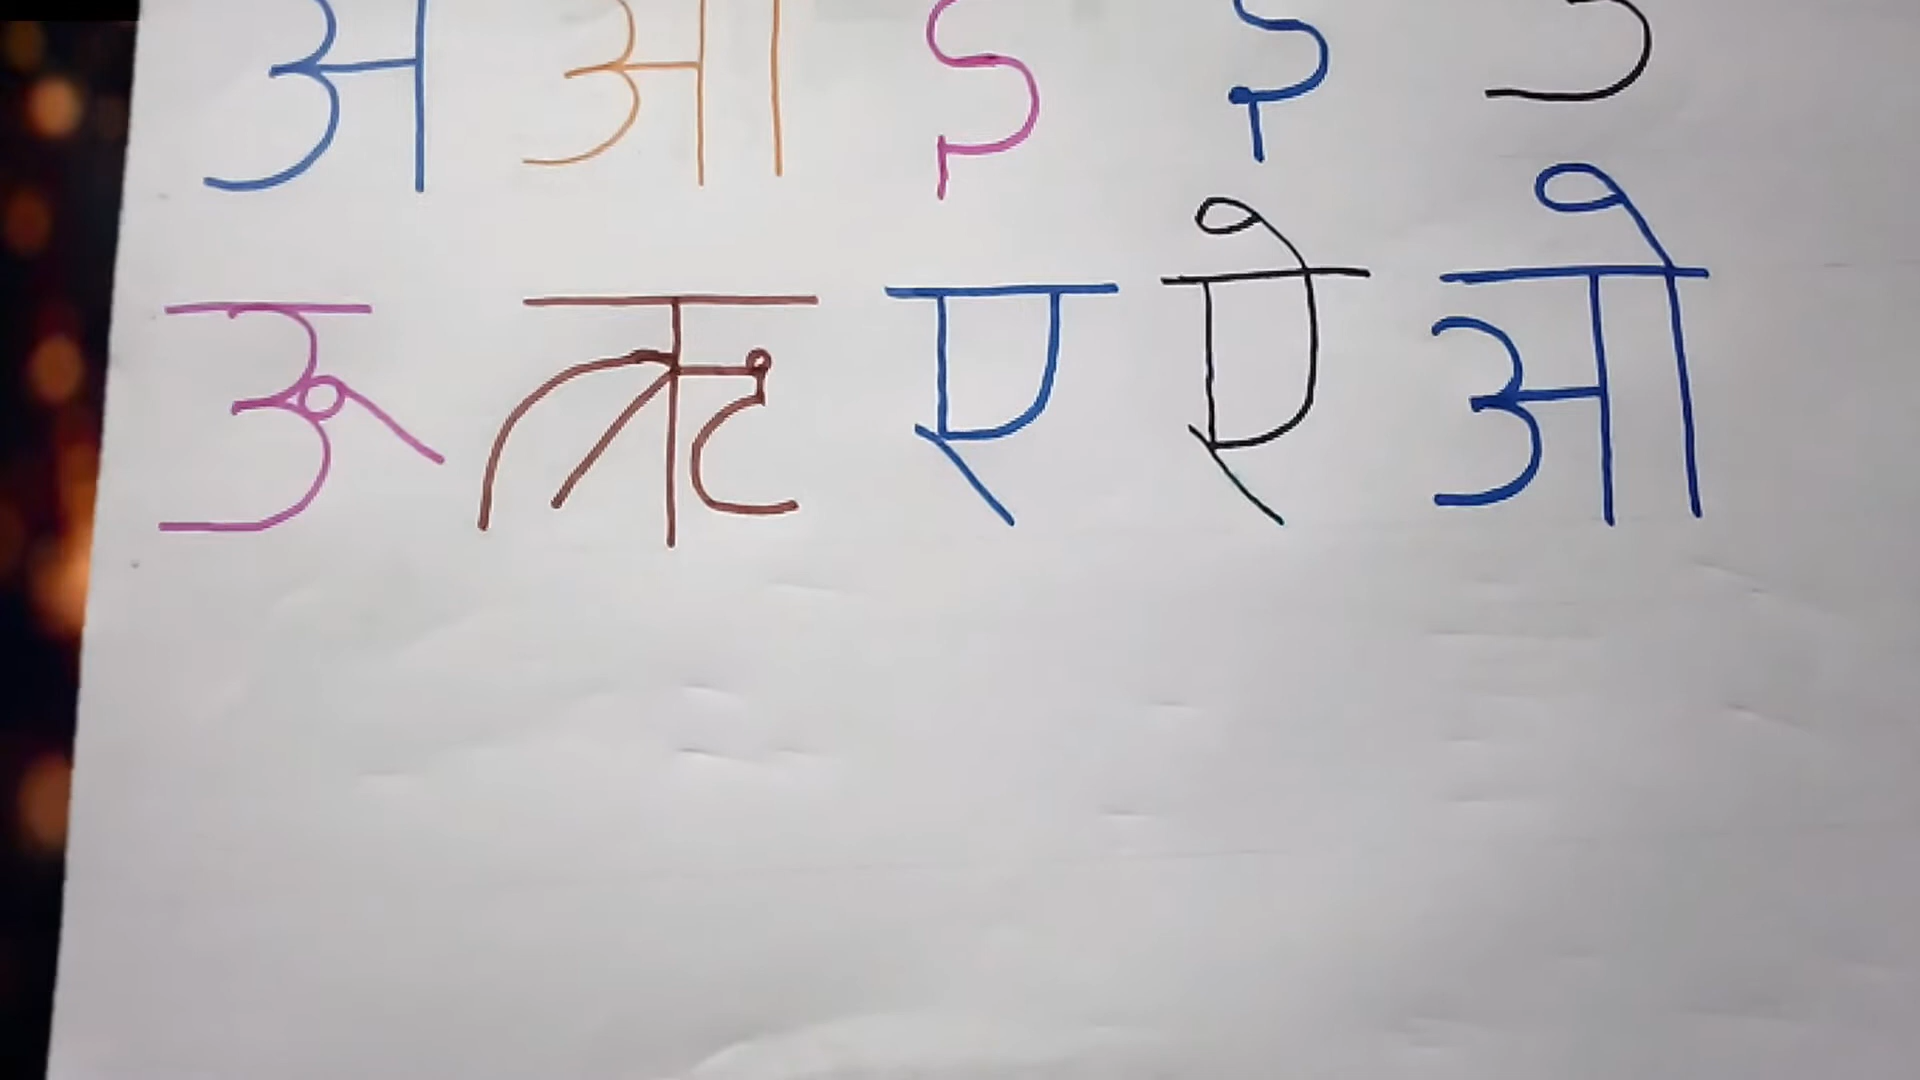 अ आ इ ई उ
ऊ ऋ ए ऐ ओ